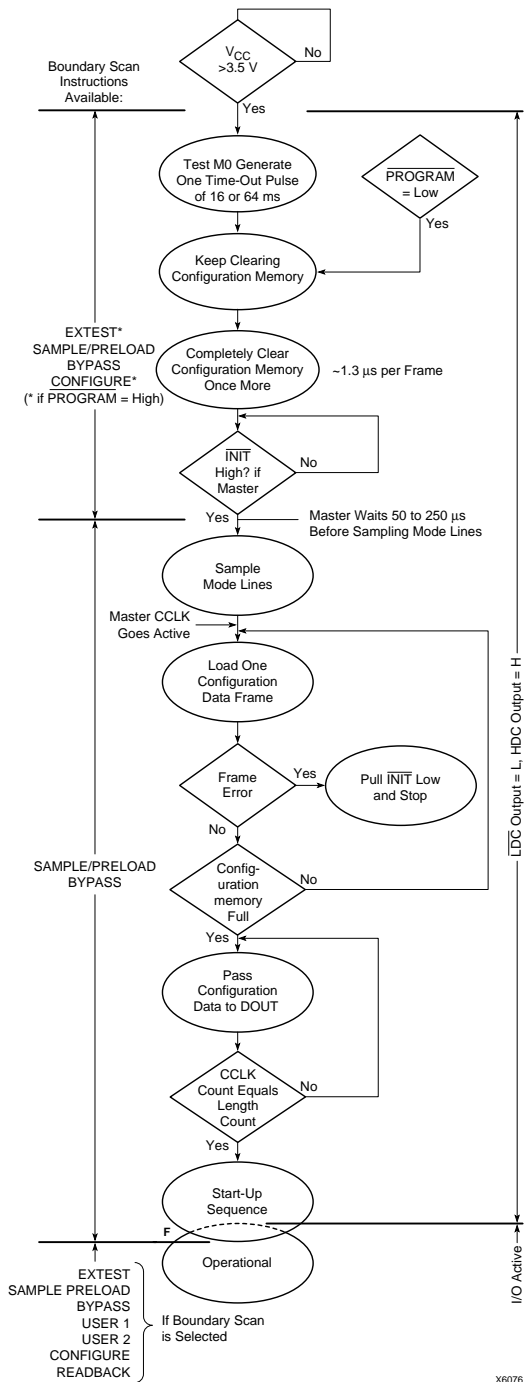 Boundary Scan
Instructions
Available:
VCC
>3.5 V
No
Yes
Test M0 Generate
One Time-Out Pulse
of 16 or 64 ms
PROGRAM
= Low
Yes
Keep Clearing
Configuration Memory
EXTEST*
SAMPLE/PRELOAD
BYPASS
CONFIGURE*
(* if PROGRAM = High)
Completely Clear
Configuration Memory
Once More
~1.3 µs per Frame
INIT
High? if
Master
No
Yes
Master Waits 50 to 250 µs
Before Sampling Mode Lines
Sample
Mode Lines
Master CCLK
Goes Active
Load One
Configuration
Data Frame
LDC Output = L, HDC Output = H
Frame
Error
Yes
Pull INIT Low
and Stop
No
SAMPLE/PRELOAD
BYPASS
Config-
uration
memory
Full
No
Yes
Pass
Configuration
Data to DOUT
CCLK
Count Equals
Length
Count
No
Yes
Start-Up
Sequence
F
Operational
I/O Active
EXTEST
SAMPLE PRELOAD
BYPASS
USER 1
USER 2
CONFIGURE
READBACK
If Boundary Scan
is Selected
X6076